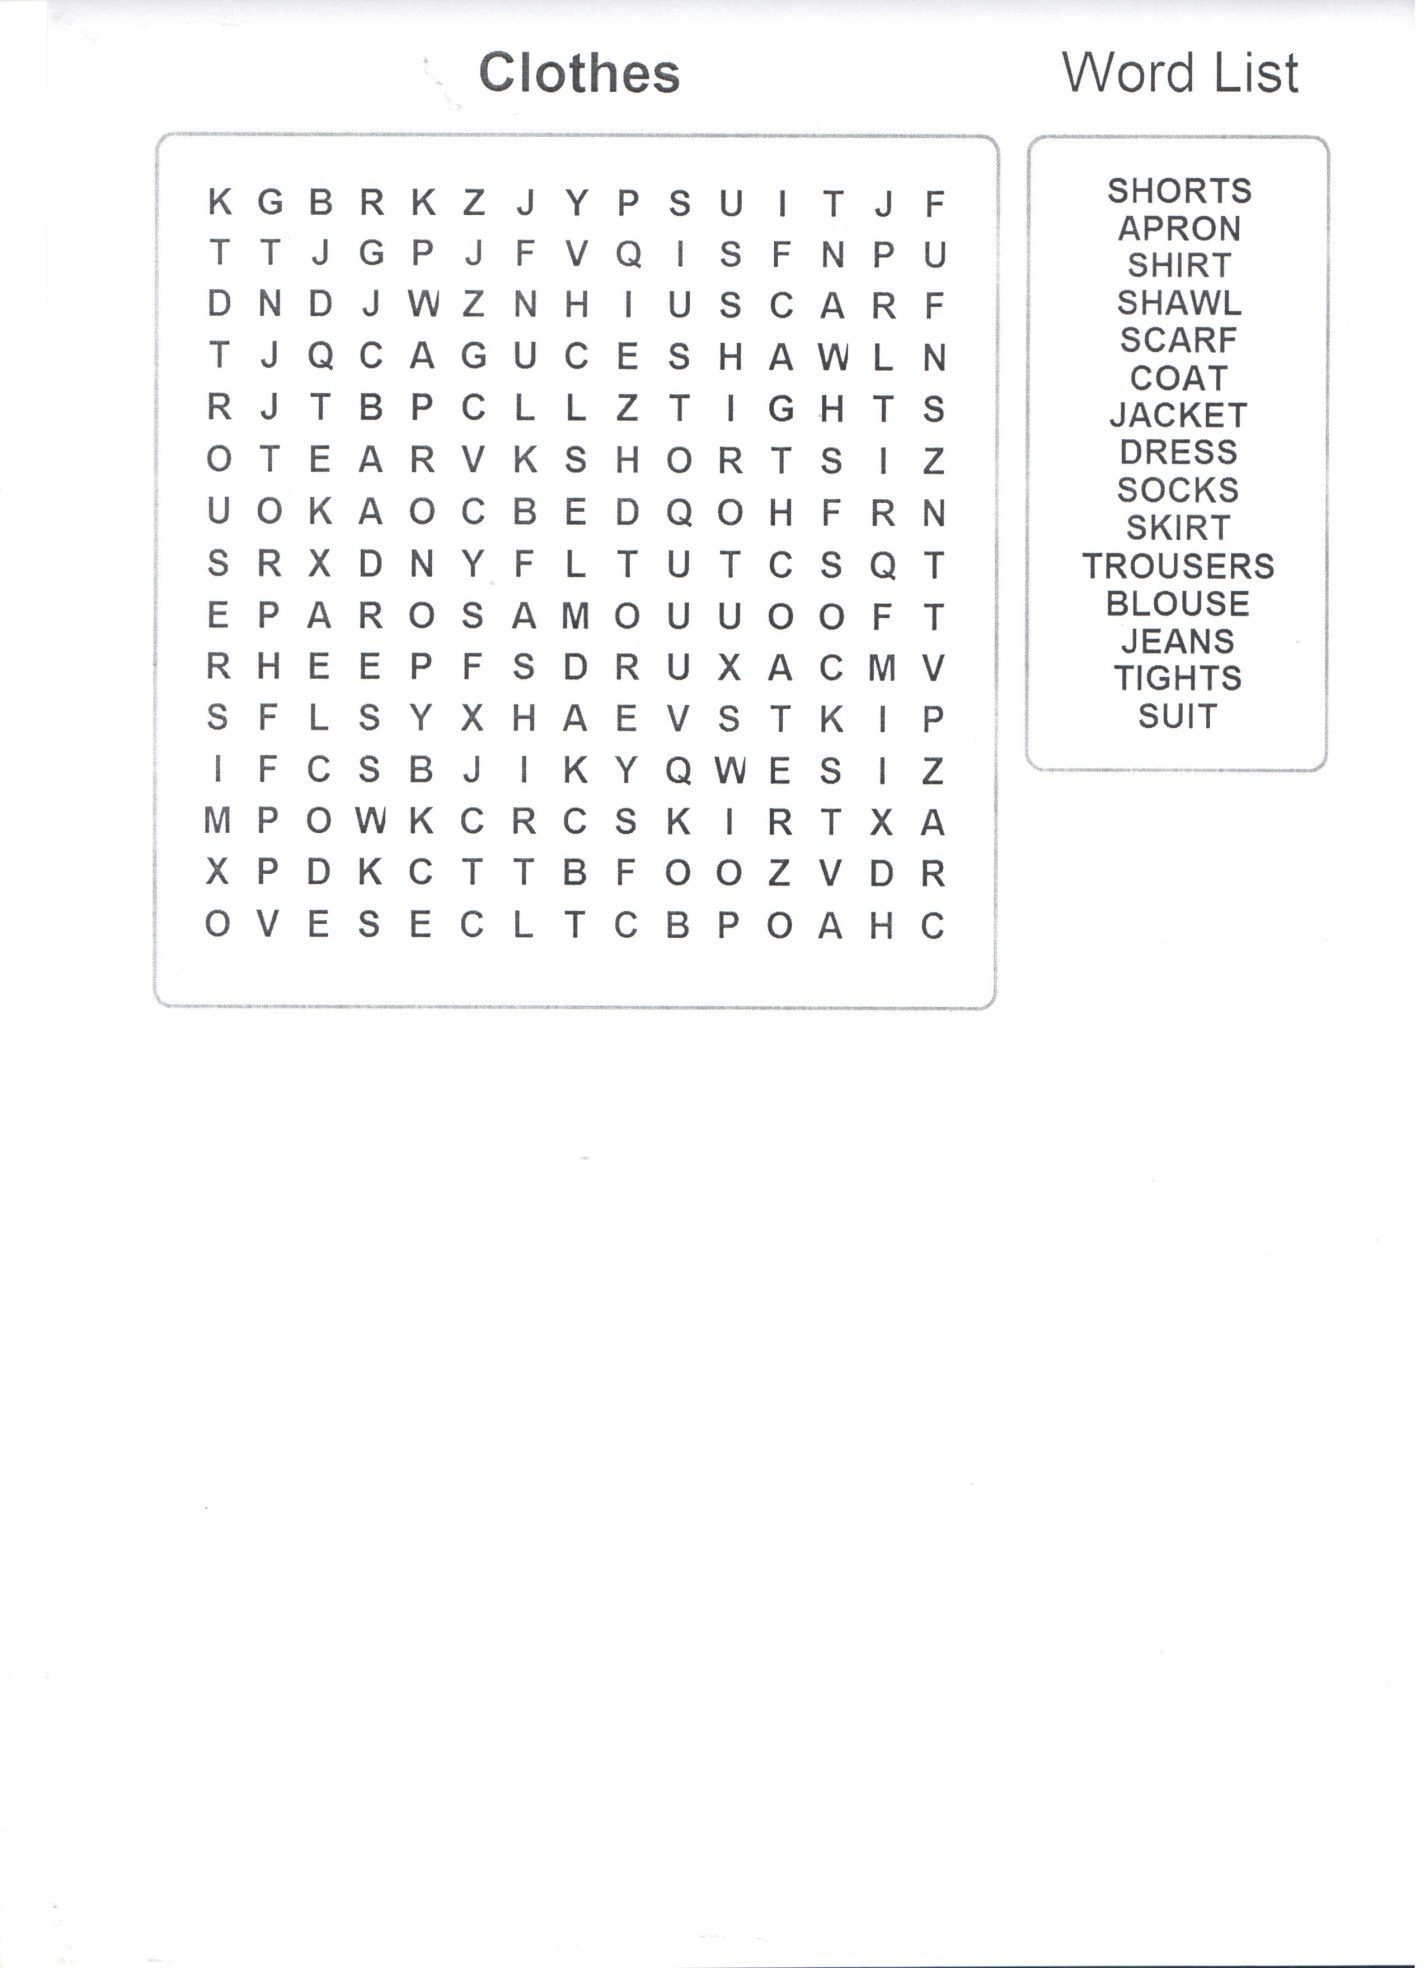 Clothes
K G B R K Z J Y P S U I T J F
T T J G P J F V Q I S F N P U
D N D J W Z N H I U S C A R F
T J Q C A G U C E S H A W L N
R J T B P C L L Z T I G H T S
O T E A R V K S H O R T S I Z
U O K A O C B E D Q O H F R N
S R X D N Y F L T U T C S Q T
E P A R O S A M O U U O O F T
R H E E P F S D R U X A C M V
S F L S Y X H A E V S T K I P
I F C S B J I K Y Q W E S I Z
M P O W K C R C S K I R T X A
X P D K C T T B F O O Z V D R
O V E S E C L T C B P O A H C
Word List
SHORTS
APRON
SHIRT
SHAWL
SCARF
COAT
JACKET
DRESS
SOCKS
SKIRT
TROUSERS
BLOUSE
JEANS
TIGHTS
SUIT